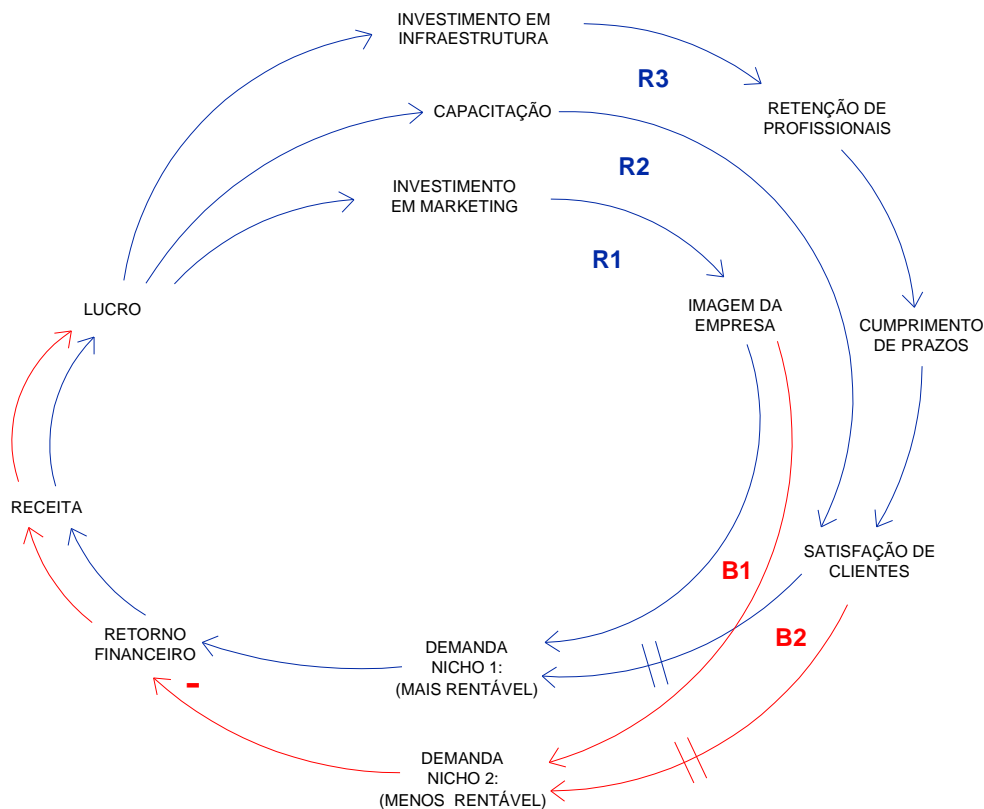 INVESTIMENTO EM
INFRAESTRUTURA
R3
CAPACITAÇÃO
RETENÇÃO DE
PROFISSIONAIS
R2
INVESTIMENTO
EM MARKETING
R1
LUCRO
IMAGEM DA
EMPRESA
CUMPRIMENTO
DE PRAZOS
RECEITA
SATISFAÇÃO DE
CLIENTES
B1
B2
RETORNO
FINANCEIRO
-
DEMANDA
NICHO 1:
(MAIS RENTÁVEL)
DEMANDA
NICHO 2:
(MENOS RENTÁVEL)